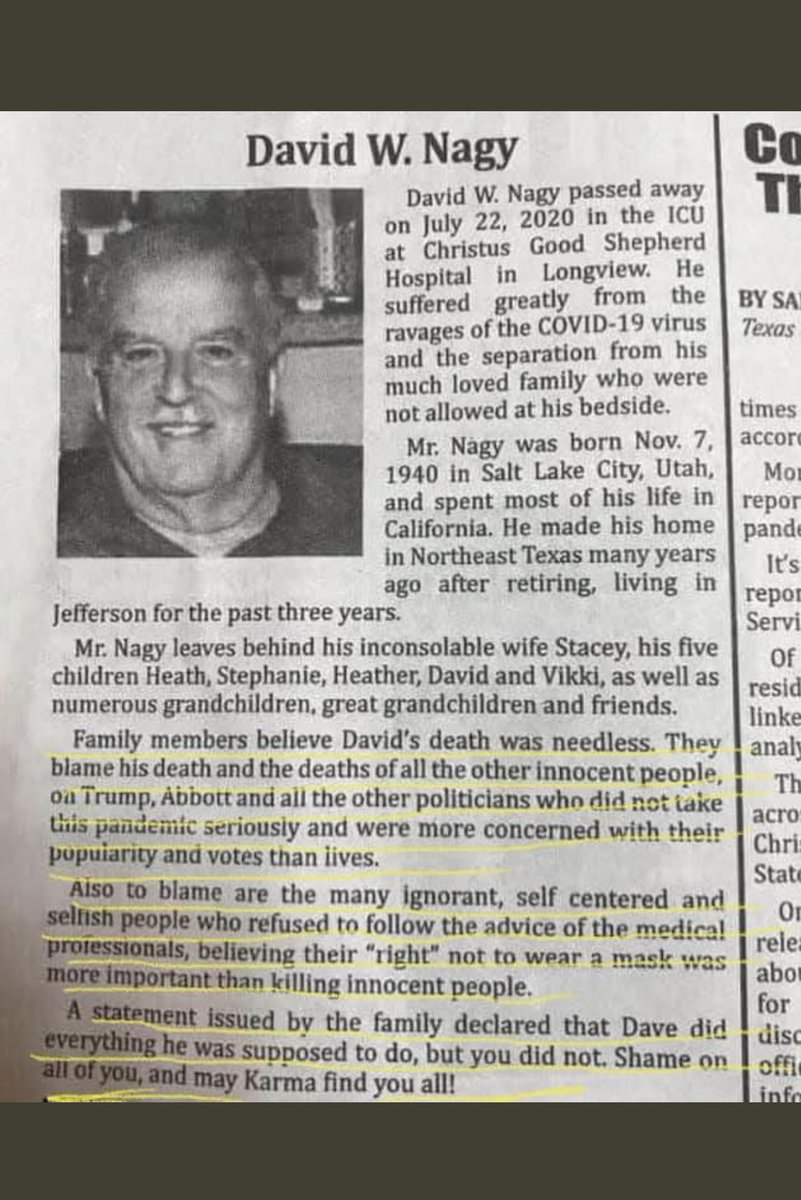 David W. Nagy
David W. Nagy passed away
on July 22, 2020 in the ICU
at Christus Good Shepherd
Hospital in Longview. He
suffered greatly from the
ravages of the COVID-19 virus
and the separation from his
much loved family who were
not allowed at his bedside.
Mr. Nagy was born Nov. 7,
1940 in Salt Lake City, Utah,
and spent most of his life in
California. He made his home
in Northeast Texas many years
ago after retiring, living in
Jefferson for the past three years.
Mr. Nagy leaves behind his inconsolable wife Stacey, his five
children Heath, Stephanie, Heather, David and Vikki, as well as
numerous grandchildren, great grandchildren and friends.
Family members believe David's death was needless. They
blame his death and the deaths of all the other innocent people,
on Trump, Abbott and all the other politicians who did not take
this pandemic seriously and were more concerned with their
popularity and votes than lives.
Also to blame are the many ignorant, self centered and
selfish people who refused to follow the advice of the medical
professionals, believing their "right" not to wear a mask was
more important than killing innocent people.
A statement issued by the family declared that Dave did
everything he was supposed to do, but you did not. Shame on
all of you, and may Karma find you all!
Co
Th
BY SA
Texas
times
accor
Mor
repor
pande
It's
repor
Servi
Of
resid
linke
analy
Th
acro
Chri
State
On
relea
abou
for
disc
offi
info